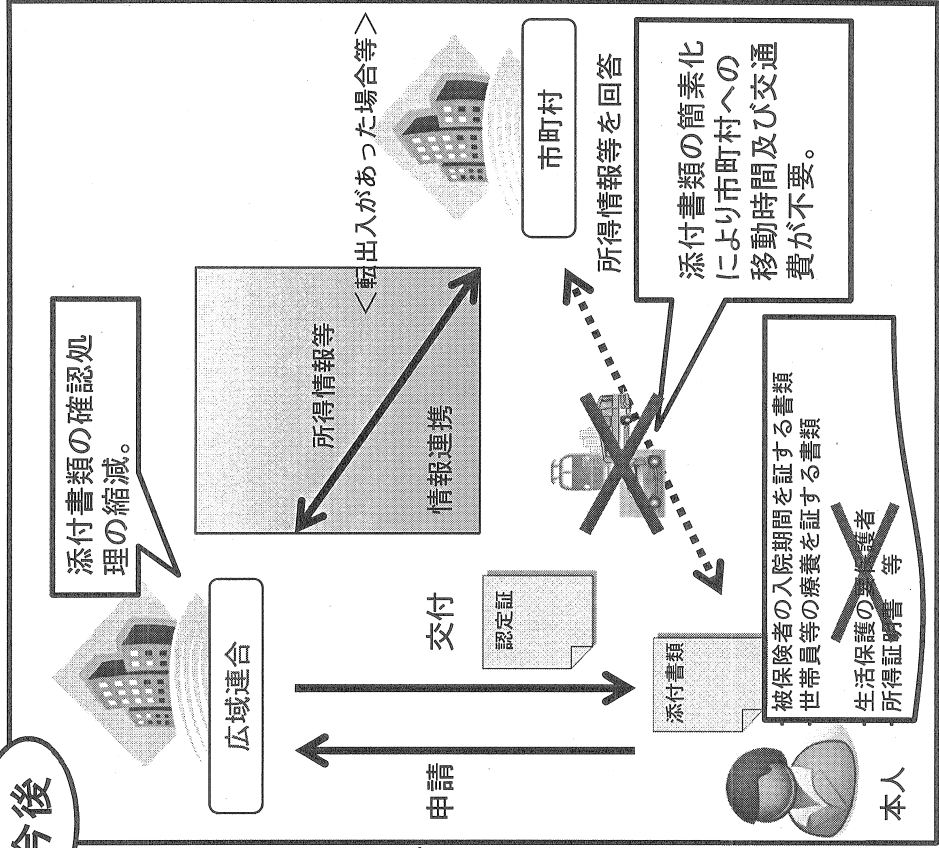 今後
添付書類の確認処
理の縮減。
広域連合
所得情報等
情報連携
<転出入があった場合等>
市町村
所得情報等を回答
添付書類の簡素化
により市町村への
移動時間及び交通
費が不要。
申請
交付
認定証
添付書類
被保険者の入院期間を証する書類
世帯員等の療養を証する書類
生活保護の要保護者
所得証明書 等
本人